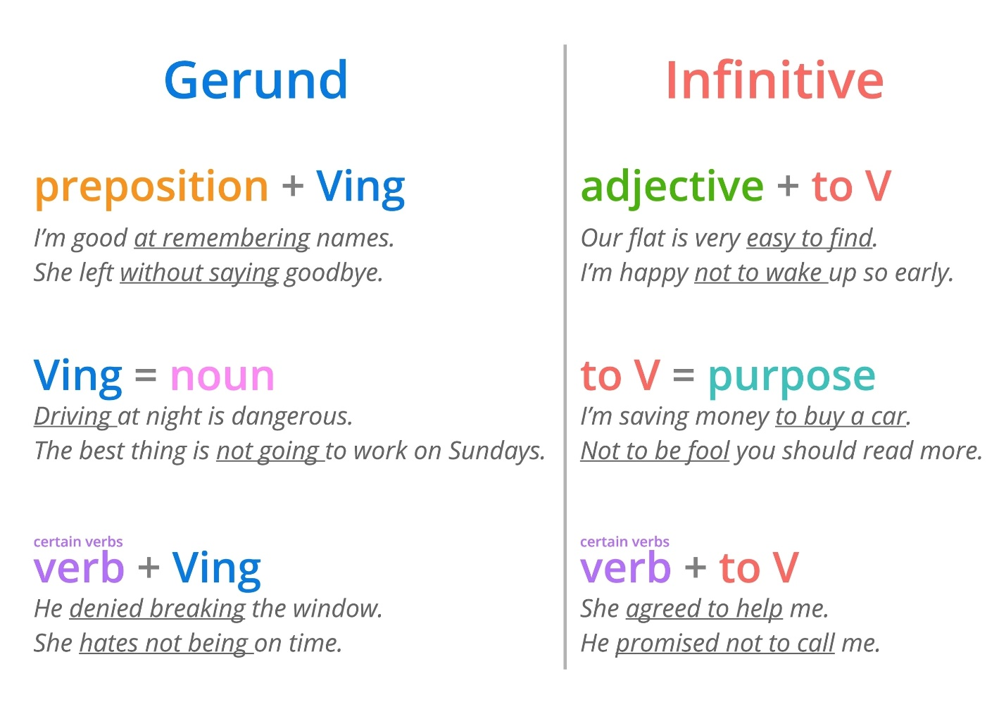 Gerund
preposition + Ving
I’m good at remembering names.
She left without saying goodbye.
Ving = noun
Driving at night is dangerous.
The best thing is not going to work on Sundays.
certain verbs
verb + Ving
He denied breaking the window.
She hates not being on time.
Infinitive
adjective + to V
Our flat is very easy to find.
I’m happy not to wake up so early.
to V = purpose
I’m saving money to buy a car.
Not to be fool you should read more.
certain verbs
verb + to V
She agreed to help me.
He promised not to call me.